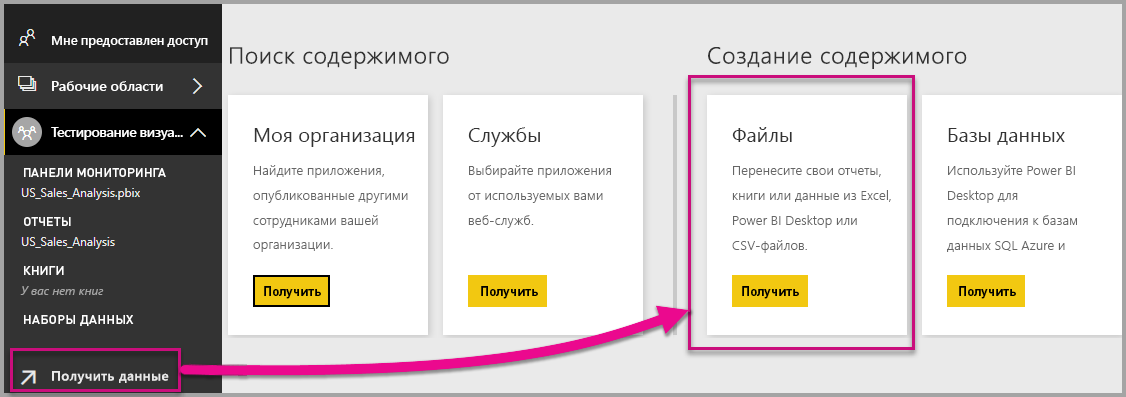 Мне предоставлен доступ
Рабочие области
Тестирование визуа...
ПАНЕЛИ МОНИТОРИНГА
US_Sales_Analysis.pbix
ОТЧЕТЫ
US_Sales_Analysis
КНИГИ
У вас нет книг
НАБОРЫ ДАННЫХ
Получить данные
Поиск содержимого
Моя организация
Найдите приложения,
опубликованные другими
сотрудниками вашей
организации.
Получить
Службы
Выбирайте приложения
от используемых вами
веб-служб.
Получить
Создание содержимого
Файлы
Перенесите свои отчеты,
книги или данные из Excel,
Power BI Desktop или
CSV-файлов.
Получить
Базы данных
Используйте Power BI
Desktop для
подключения к базам
данных SQL Azure и
Получить